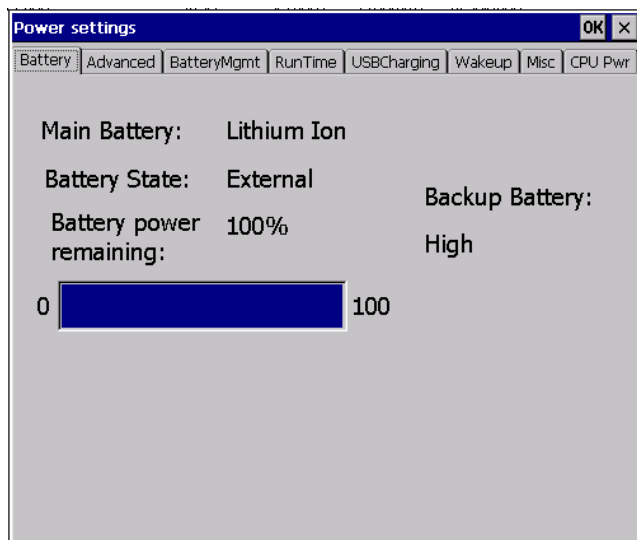 Power settings OK ×
Battery Advanced BatteryMgmt RunTime USBCharging Wakeup Misc CPU Pwr
Main Battery: Lithium Ion
Battery State: External
Backup Battery:
Battery power
remaining:
100%
High
0 100